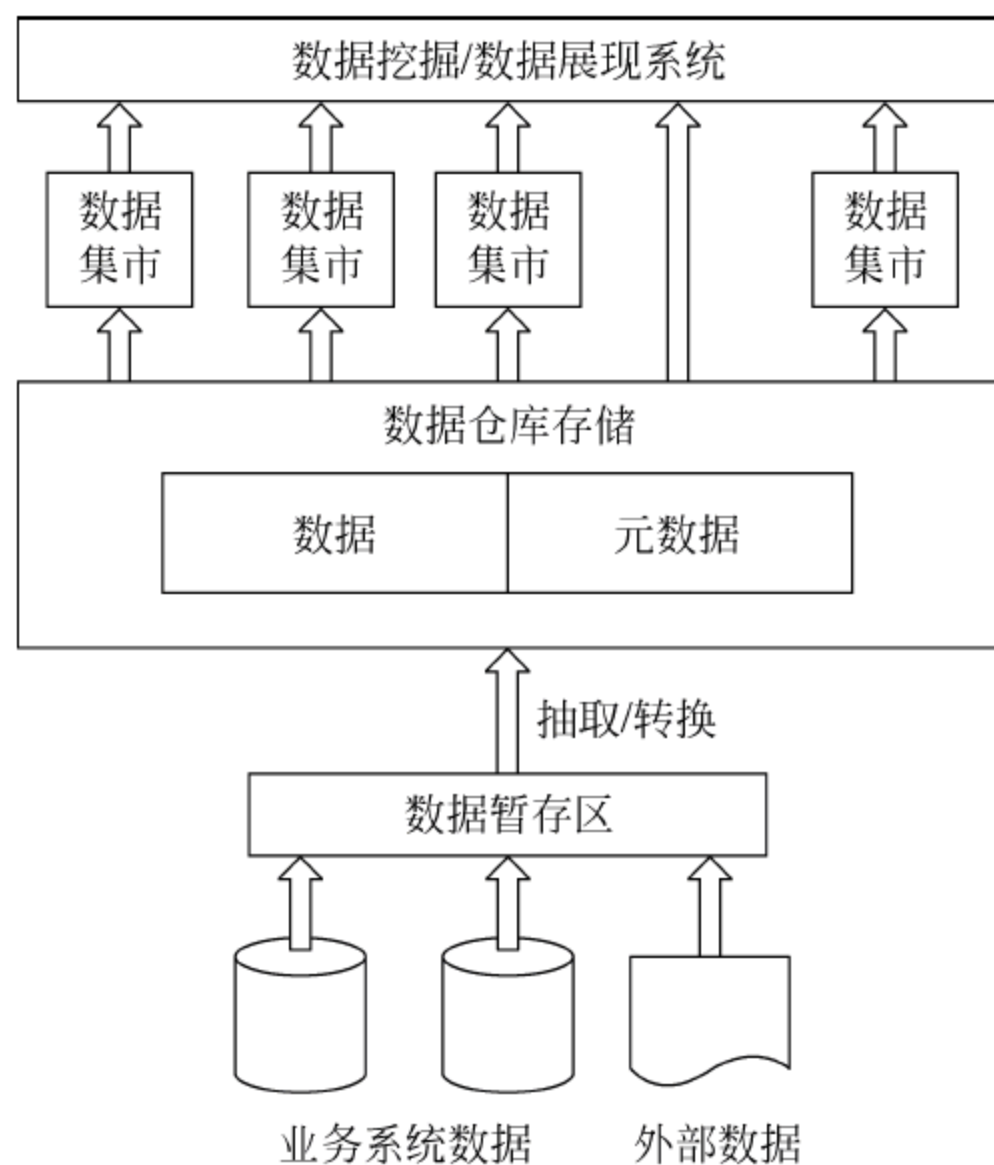 数据挖掘/数据展现系统
数据
集市
数据
集市
数据
集市
数据
集市
数据仓库存储
数据
元数据
抽取/转换
数据暂存区
业务系统数据
外部数据